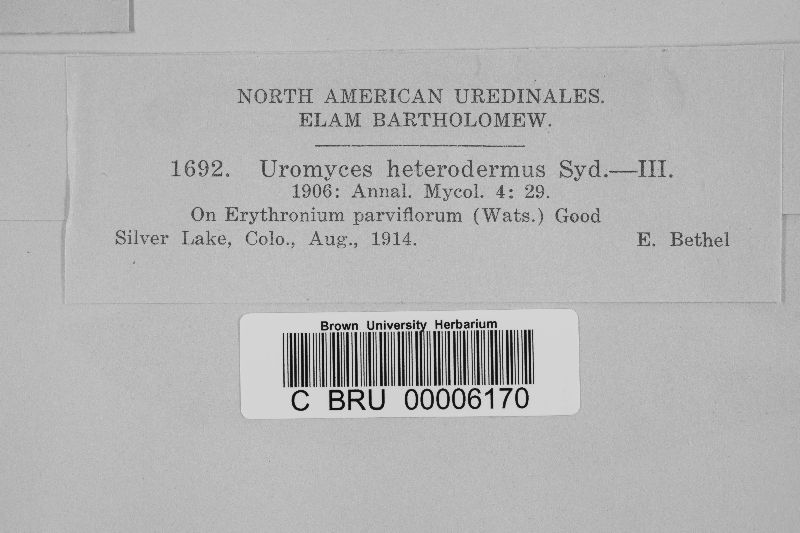 NORTH AMERICAN UREDINALES.
ELAM BARTHOLOMEW.
1692. Uromyces heterodermus Syd.—III.
1906: Annal. Mycol. 4: 29.
On Erythronium parviflorum (Wats.) Good
Silver Lake, Colo., Aug., 1914. E. Bethel
Brown University Herbarium
C BRU 00006170